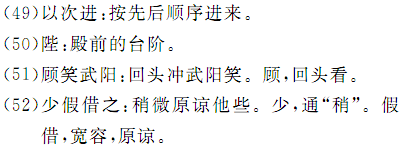 (49)以次进:按先后顺序进来。
(50)陛:殿前的台阶。
(51)顾笑武阳:回头冲武阳笑。顾,回头看。
(52)少假借之:稍微原谅他些。少,通“稍”。假
借,宽容,原谅。